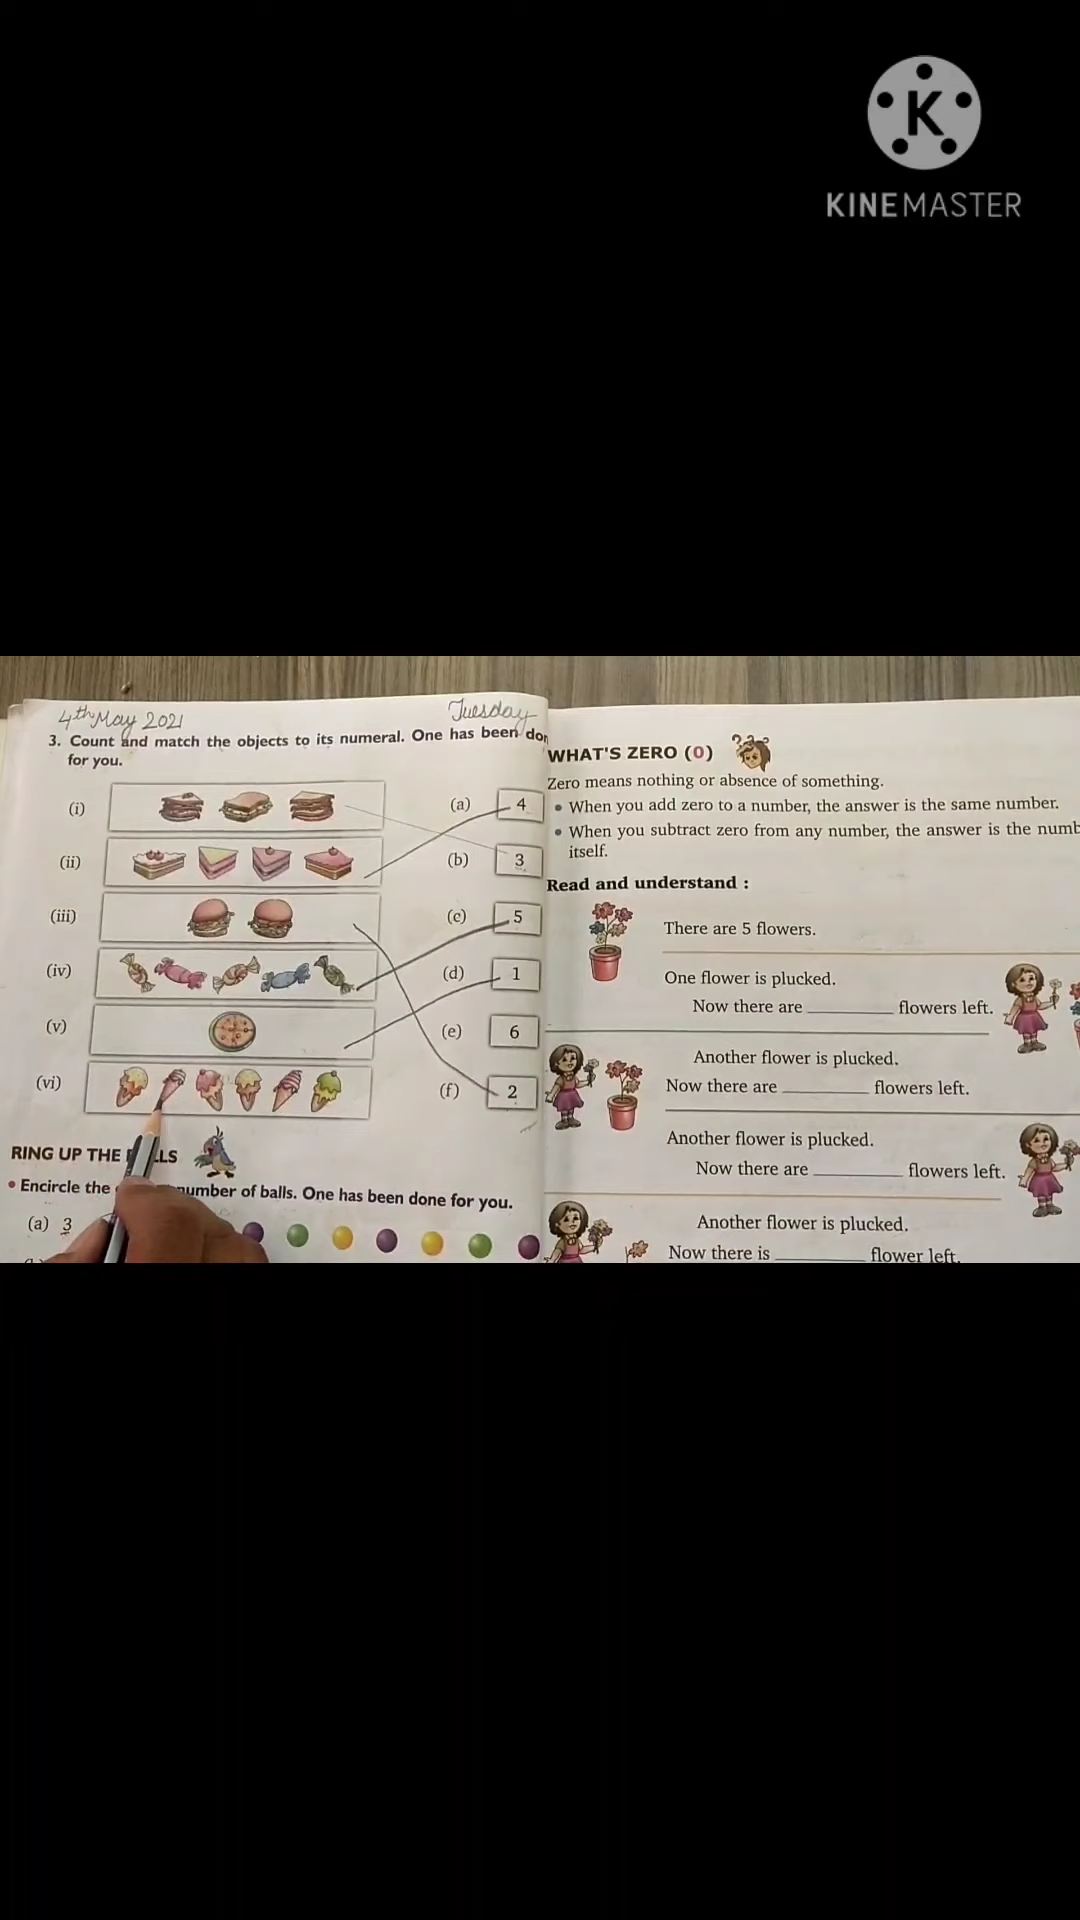 K
KINEMASTER
4th May 2021 Tuesday
3. Count and match the objects to its numeral. One has been don
for you.
(i) (a) 4
(ii) (b) 3
(iii) (c) 5
(iv) (d) 1
(v) (e) 6
(vi) (f) 2
RING UP THE
• Encircle the number of balls. One has been done for you.
(a) 3
WHAT'S ZERO (0)
Zero means nothing or absence of something.
• When you add zero to a number, the answer is the same number.
• When you subtract zero from any number, the answer is the numb
itself.
Read and understand :
There are 5 flowers.
One flower is plucked.
Now there are ________ flowers left.
Another flower is plucked.
Now there are ________ flowers left.
Another flower is plucked.
Now there are ________ flowers left.
Another flower is plucked.
Now there is ________ flower left.